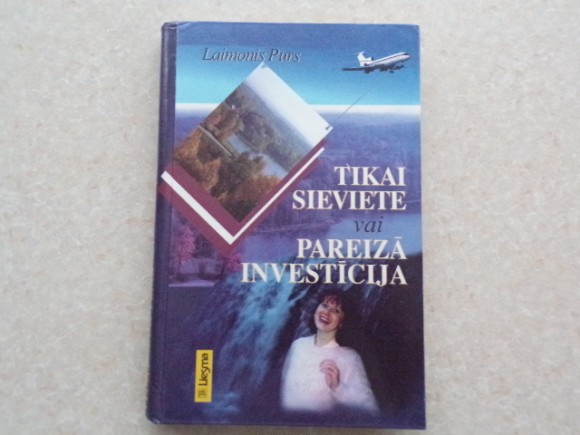 Laimonis Purs
TIKAI
SIEVIETE
vai
PAREIZĀ
INVESTĪCIJA
Liesma